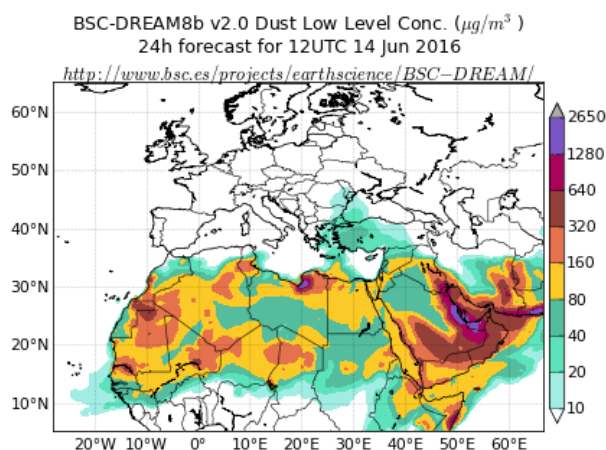 BSC-DREAM8b v2.0 Dust Low Level Conc. (μg/m³ )
24h forecast for 12UTC 14 Jun 2016
http://www.bsc.es/projects/earthscience/BSC−DREAM/
60°N
50°N
40°N
30°N
20°N
10°N
20°W 10°W 0° 10°E 20°E 30°E 40°E 50°E 60°E
2650
1280
640
320
160
80
40
20
10